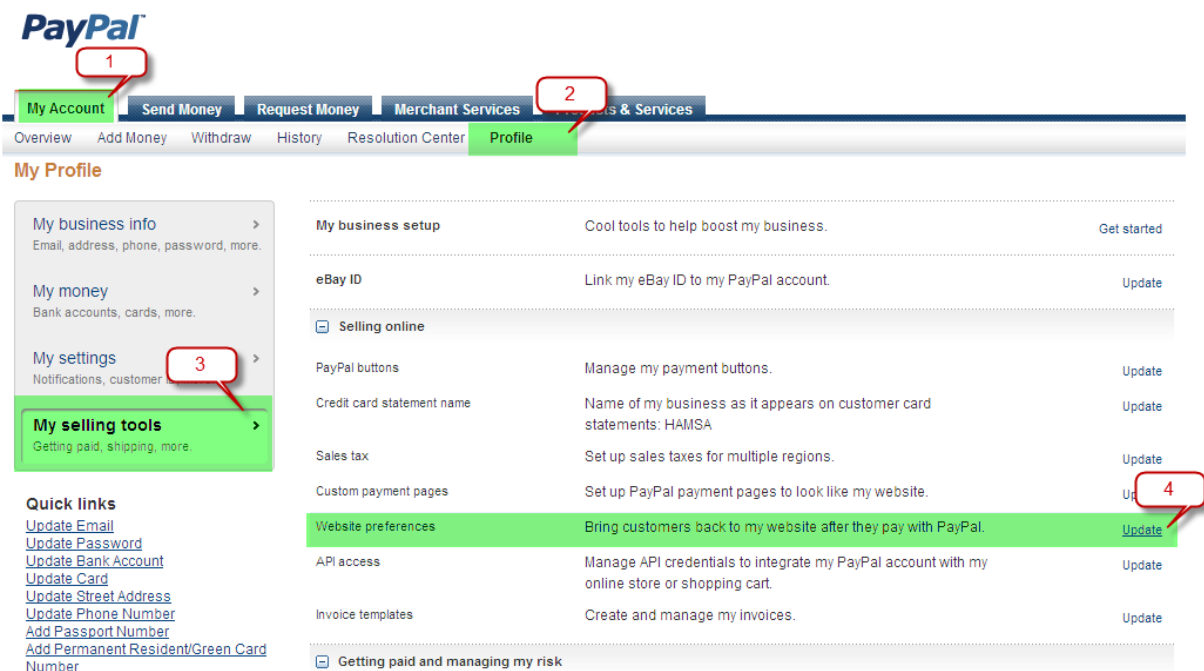 PayPal
1
2
My Account Send Money Request Money Merchant Services & Services
Overview Add Money Withdraw History Resolution Center Profile
My Profile
My business info
Email, address, phone, password, more.
My money
Bank accounts, cards, more.
My settings
Notifications, customer
3
My selling tools
Getting paid, shipping, more.
Quick links
Update Email
Update Password
Update Bank Account
Update Card
Update Street Address
Update Phone Number
Add Passport Number
Add Permanent Resident/Green Card
Number
My business setup Cool tools to help boost my business. Get started
eBay ID Link my eBay ID to my PayPal account. Update
Selling online
PayPal buttons Manage my payment buttons. Update
Credit card statement name Name of my business as it appears on customer card Update
statements: HAMSA
Sales tax Set up sales taxes for multiple regions. Update
Custom payment pages Set up PayPal payment pages to look like my website.
4
Website preferences Bring customers back to my website after they pay with PayPal. Update
API access Manage API credentials to integrate my PayPal account with my Update
online store or shopping cart.
Invoice templates Create and manage my invoices. Update
Getting paid and managing my risk